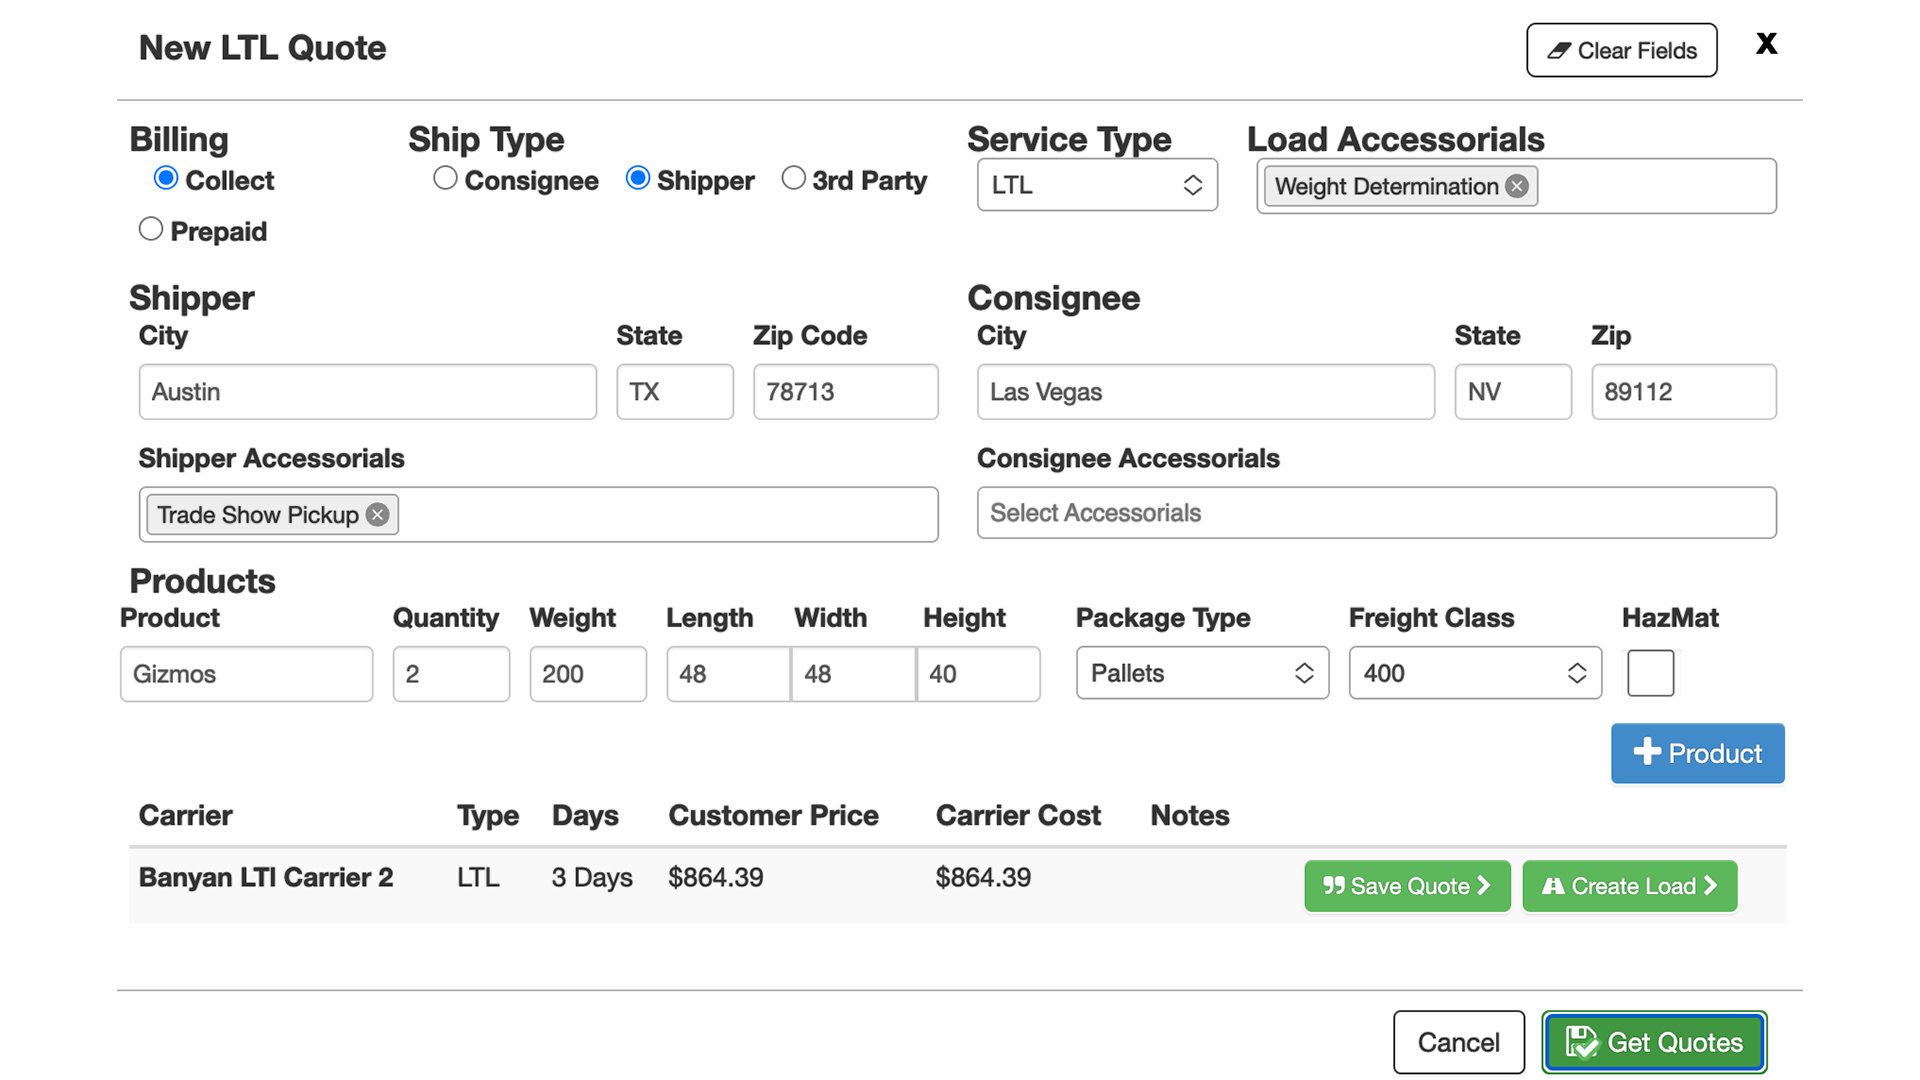 New LTL Quote
Clear Fields
X
Billing
Collect
Prepaid
Ship Type
Consignee
Shipper
3rd Party
Service Type
LTL
Load Accessorials
Weight Determination
Shipper
City
State
Zip Code
Austin
TX
78713
Shipper Accessorials
Trade Show Pickup
Consignee
City
State
Zip
Las Vegas
NV
89112
Consignee Accessorials
Select Accessorials
Products
Product Quantity Weight Length Width Height Package Type Freight Class HazMat
Gizmos 2 200 48 48 40 Pallets 400
Product
Carrier Type Days Customer Price Carrier Cost Notes
Banyan LTl Carrier 2 LTL 3 Days $864.39 $864.39 Save Quote Create Load
Cancel
Get Quotes